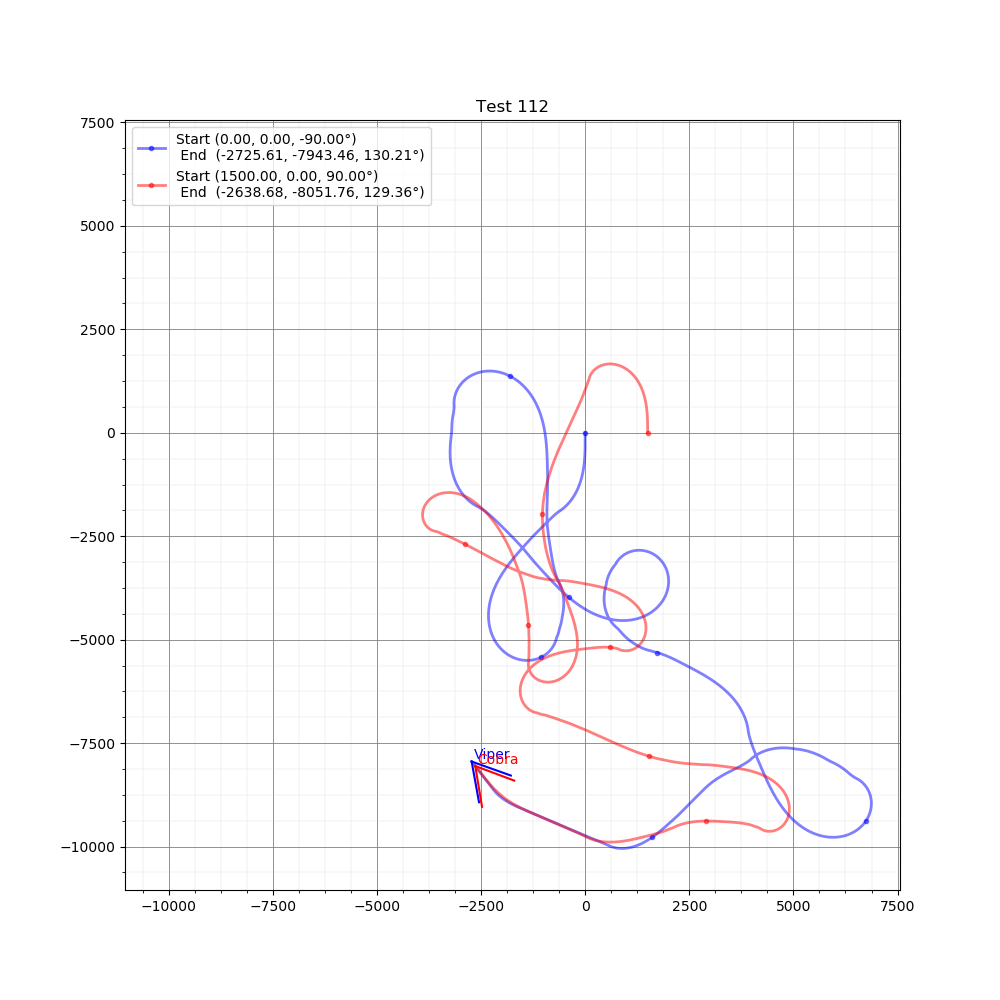 Test 112
Start (0.00, 0.00, -90.00°)
End  (-2725.61, -7943.46, 130.21°)
Start (1500.00, 0.00, 90.00°)
End  (-2638.68, -8051.76, 129.36°)
7500
5000
2500
0
−2500
−5000
−7500
−10000
Viper
Cobra
−10000 −7500 −5000 −2500 0 2500 5000 7500